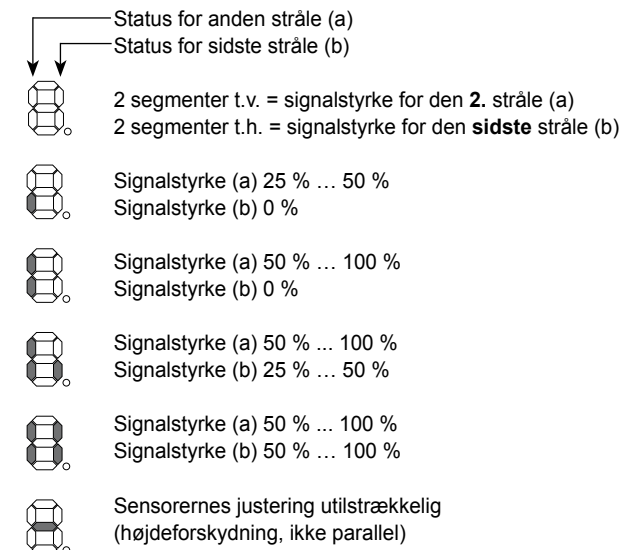 Status for anden stråle (a)
Status for sidste stråle (b)
2 segmenter t.v. = signalstyrke for den 2. stråle (a)
2 segmenter t.h. = signalstyrke for den sidste stråle (b)
Signalstyrke (a) 25 % … 50 %
Signalstyrke (b) 0 %
Signalstyrke (a) 50 % … 100 %
Signalstyrke (b) 0 %
Signalstyrke (a) 50 % ... 100 %
Signalstyrke (b) 25 % … 50 %
Signalstyrke (a) 50 % ... 100 %
Signalstyrke (b) 50 % … 100 %
Sensorernes justering utilstrækkelig
(højdeforskydning, ikke parallel)